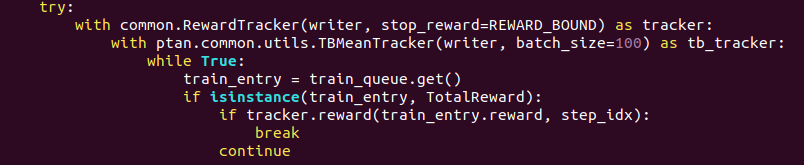 try:
    with common.RewardTracker(writer, stop_reward=REWARD_BOUND) as tracker:
        with ptan.common.utils.TBMeanTracker(writer, batch_size=100) as tb_tracker:
            while True:
                train_entry = train_queue.get()
                if isinstance(train_entry, TotalReward):
                    if tracker.reward(train_entry.reward, step_idx):
                        break
                    continue